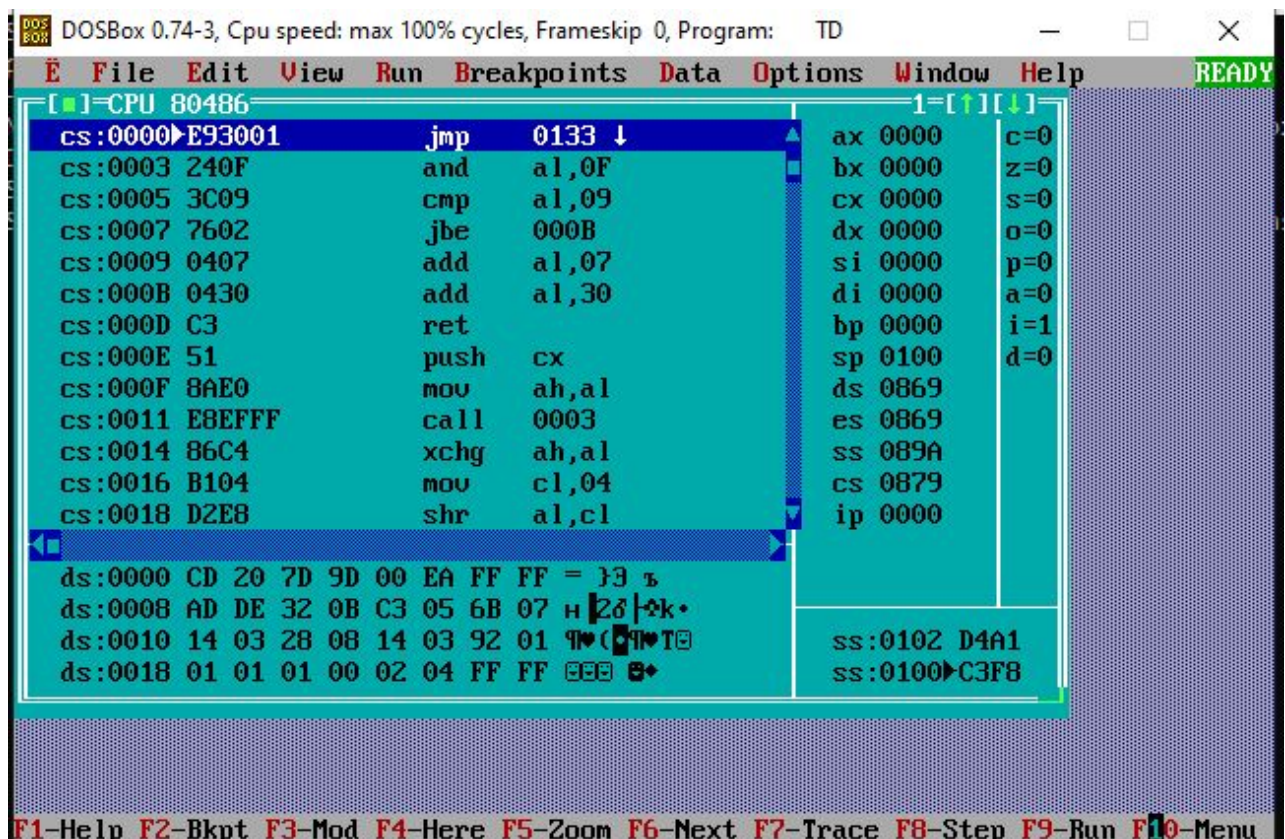 DOS BOX DOSBox 0.74-3, Cpu speed: max 100% cycles, Frameskip 0, Program: TD
Ё File Edit View Run Breakpoints Data Options Window Help READY
[■]=CPU 80486 1=[↑][↓]
cs:0000►E93001 jmp 0133 ↓ ax 0000 c=0
cs:0003 240F and al,0F bx 0000 z=0
cs:0005 3C09 cmp al,09 cx 0000 s=0
cs:0007 7602 jbe 000B dx 0000 o=0
cs:0009 0407 add al,07 si 0000 p=0
cs:000B 0430 add al,30 di 0000 a=0
cs:000D C3 ret bp 0000 i=1
cs:000E 51 push cx sp 0100 d=0
cs:000F 8AE0 mov ah,al ds 0869
cs:0011 E8EFFF call 0003 es 0869
cs:0014 86C4 xchg ah,al ss 089A
cs:0016 B104 mov cl,04 cs 0879
cs:0018 D2E8 shr al,cl ip 0000
ds:0000 CD 20 7D 9D 00 EA FF FF = }Э ъ
ds:0008 AD DE 32 0B C3 05 6B 07 н▐2♂├♣k•
ds:0010 14 03 28 08 14 03 92 01 ¶♥(◘¶♥Т☺ ss:0102 D4A1
ds:0018 01 01 01 00 02 04 FF FF ☺☺☺ ☻♦ ss:0100►C3F8
F1-Help F2-Bkpt F3-Mod F4-Here F5-Zoom F6-Next F7-Trace F8-Step F9-Run F10-Menu